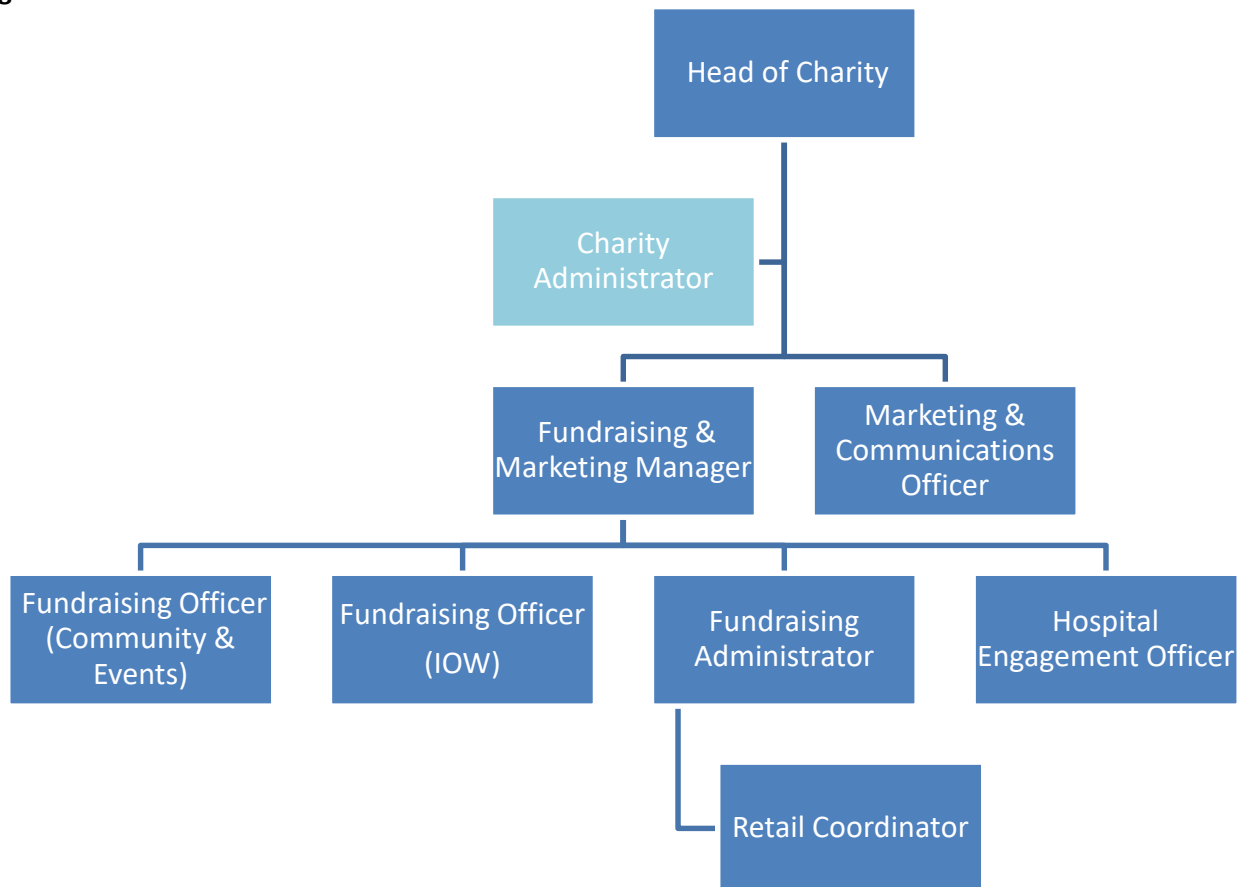 g
Head of Charity
Charity
Administrator
Fundraising &
Marketing Manager
Marketing &
Communications
Officer
Fundraising Officer
(Community &
Events)
Fundraising Officer
(IOW)
Fundraising
Administrator
Hospital
Engagement Officer
Retail Coordinator